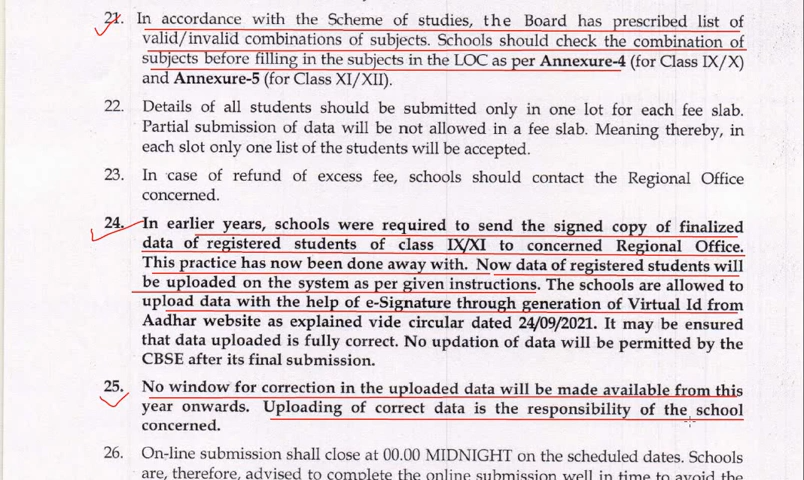 21. In accordance with the Scheme of studies, the Board has prescribed list of
valid/invalid combinations of subjects. Schools should check the combination of
subjects before filling in the subjects in the LOC as per Annexure-4 (for Class IX/X)
and Annexure-5 (for Class XI/XII).
22. Details of all students should be submitted only in one lot for each fee slab.
Partial submission of data will be not allowed in a fee slab. Meaning thereby, in
each slot only one list of the students will be accepted.
23. In case of refund of excess fee, schools should contact the Regional Office
concerned.
24. In earlier years, schools were required to send the signed copy of finalized
data of registered students of class IX/XI to concerned Regional Office.
This practice has now been done away with. Now data of registered students will
be uploaded on the system as per given instructions. The schools are allowed to
upload data with the help of e-Signature through generation of Virtual Id from
Aadhar website as explained vide circular dated 24/09/2021. It may be ensured
that data uploaded is fully correct. No updation of data will be permitted by the
CBSE after its final submission.
25. No window for correction in the uploaded data will be made available from this
year onwards. Uploading of correct data is the responsibility of the school
concerned.
26. On-line submission shall close at 00.00 MIDNIGHT on the scheduled dates. Schools
are, therefore, advised to complete the online submission well in time to avoid the